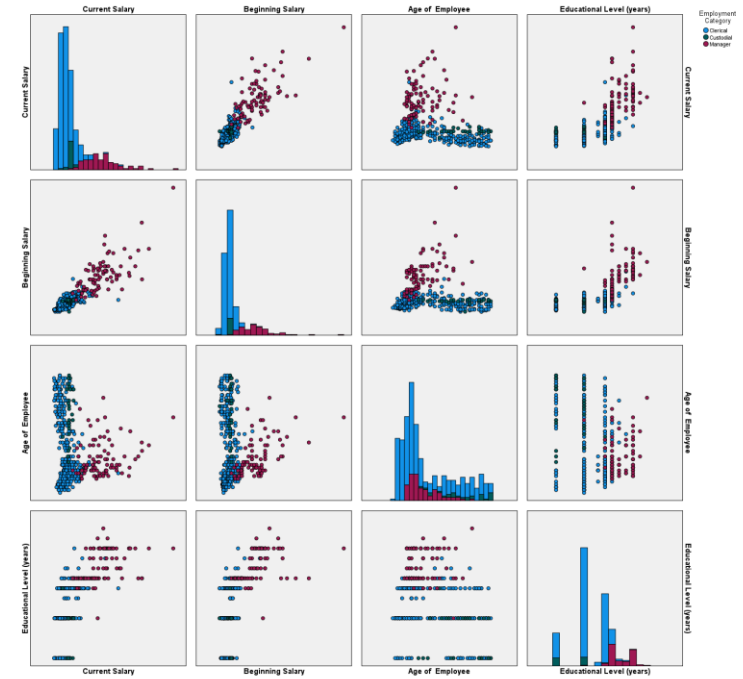 Current Salary
Beginning Salary
Age of Employee
Educational Level (years)
Employment
Category
Clerical
Custodial
Manager
Current Salary
Current Salary
Beginning Salary
Beginning Salary
Age of Employee
Age of Employee
Educational Level (years)
Educational Level (years)
Current Salary
Beginning Salary
Age of Employee
Educational Level (years)